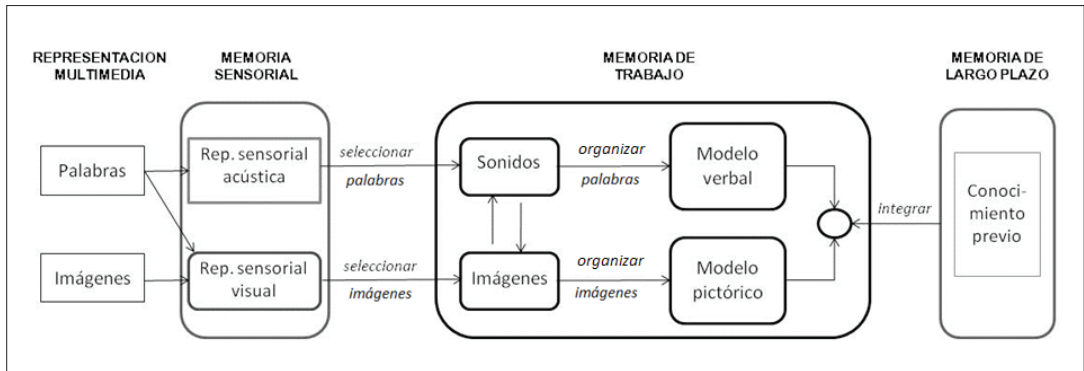 REPRESENTACION
MULTIMEDIA
MEMORIA
SENSORIAL
MEMORIA DE
TRABAJO
MEMORIA DE
LARGO PLAZO
Palabras
Rep. sensorial
acústica
seleccionar
palabras
Sonidos
organizar
palabras
Modelo
verbal
integrar
Conoci-
miento
previo
Imágenes
Rep. sensorial
visual
seleccionar
imágenes
Imágenes
organizar
imágenes
Modelo
pictórico